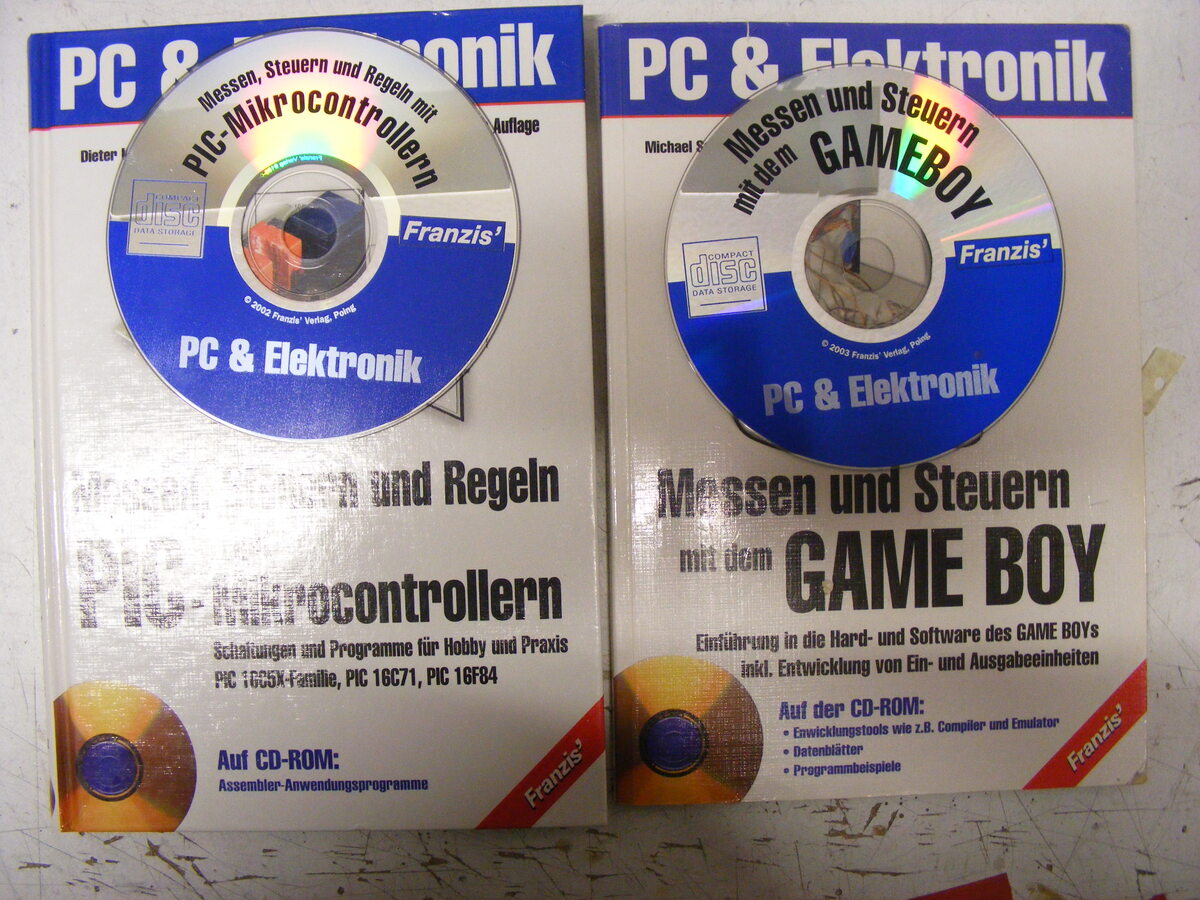 PC &
Auflage
Dieter
Messen, Steuern und Regeln mit
PIC-Mikrocontrollern
COMPACT
disc
DATA STORAGE
Franzis'
© 2002 Franzis' Verlag, Poing
PC & Elektronik
Messen, Steuern und Regeln
PIC-Mikrocontrollern
Schaltungen und Programme für Hobby und Praxis
PIC 16C5X-Familie, PIC 16C71, PIC 16F84
Auf CD-ROM:
Assembler-Anwendungsprogramme
Franzis'
PC & Elektronik
Michael
Messen und Steuern
mit dem GAMEBOY
COMPACT
disc
DATA STORAGE
Franzis'
© 2003 Franzis' Verlag, Poing
PC & Elektronik
Messen und Steuern
mit dem GAME BOY
Einführung in die Hard- und Software des GAME BOYs
inkl. Entwicklung von Ein- und Ausgabeeinheiten
Auf der CD-ROM:
• Enwicklungstools wie z.B. Compiler und Emulator
• Datenblätter
• Programmbeispiele
Franzis'